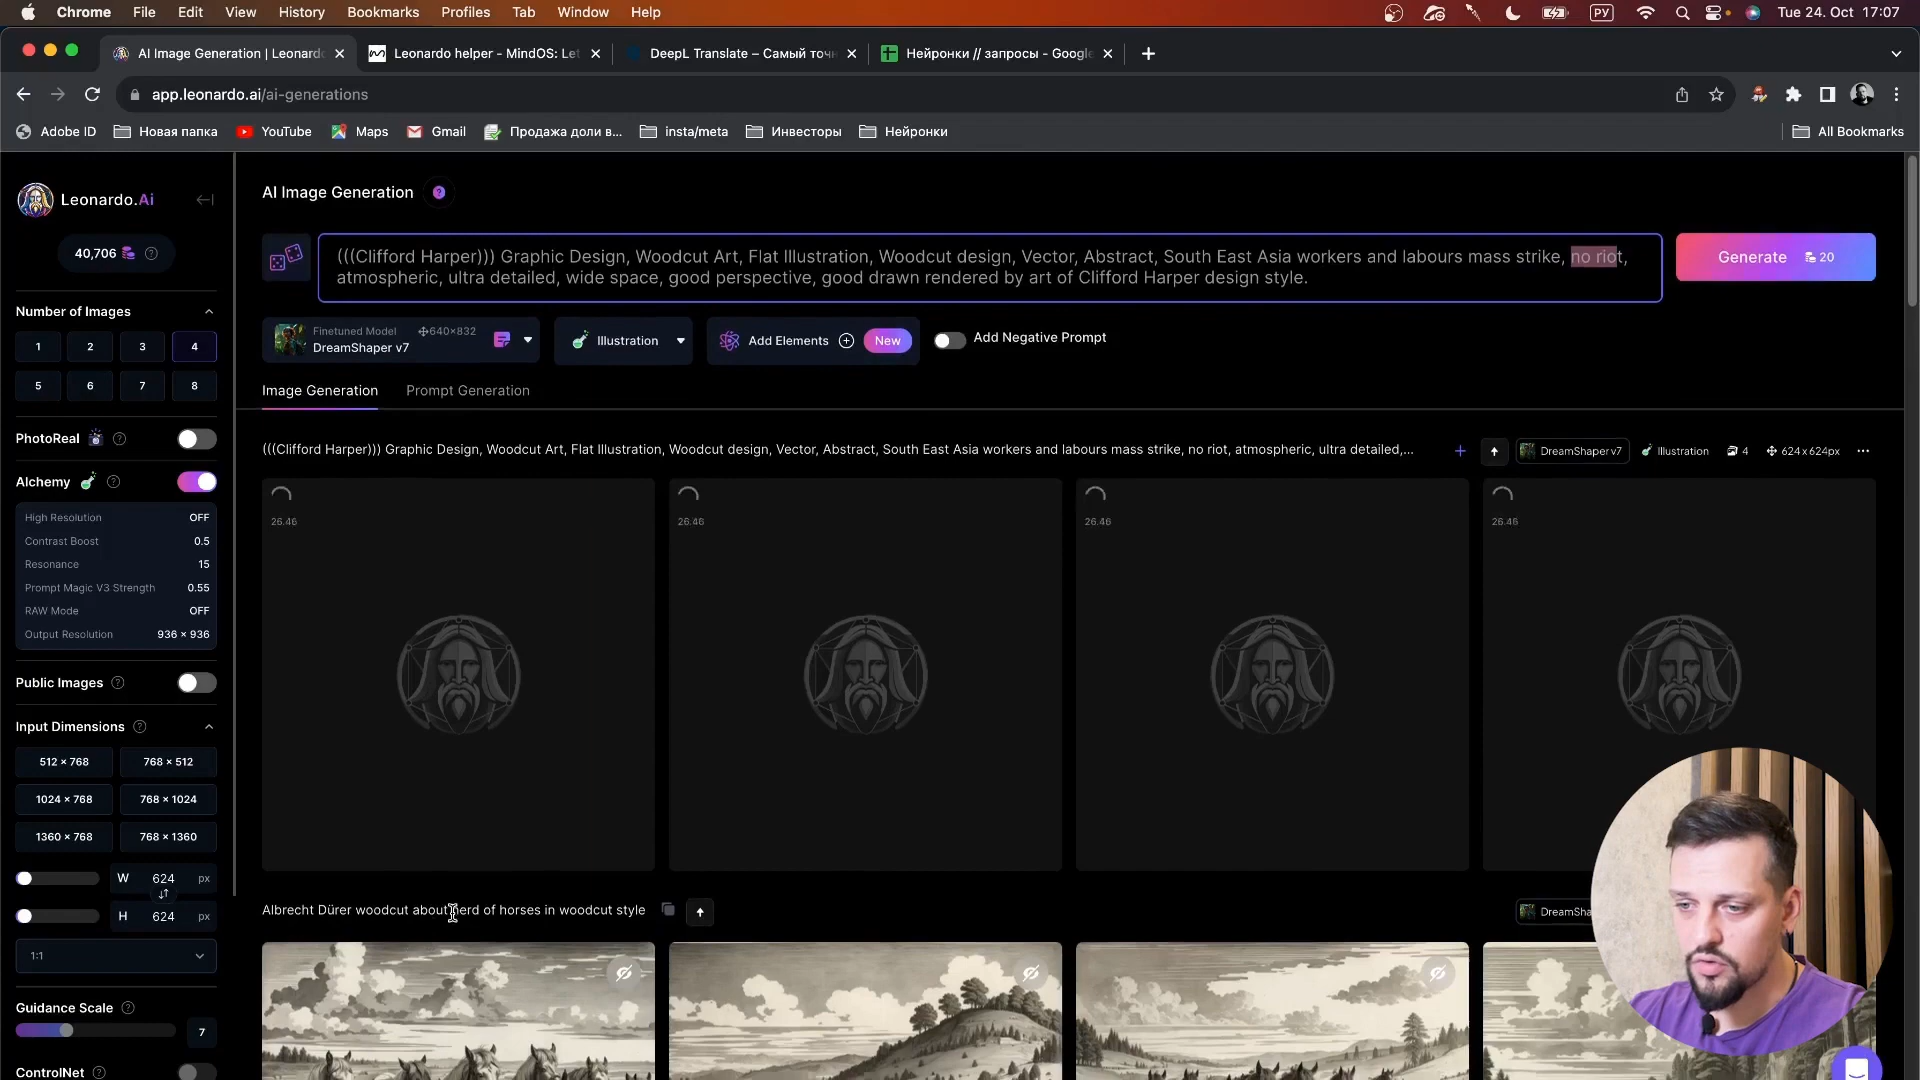 Chrome File Edit View History Bookmarks Profiles Tab Window Help
РУ
Tue 24. Oct 17:07
AI Image Generation | Leonardo
Leonardo helper - MindOS: Let
DeepL Translate – Самый точн
Нейронки // запросы - Google
app.leonardo.ai/ai-generations
Adobe ID
Новая папка
YouTube
Maps
Gmail
Продажа доли в...
insta/meta
Инвесторы
Нейронки
All Bookmarks
Leonardo.Ai
40,706
Number of Images
1 2 3 4
5 6 7 8
PhotoReal
Alchemy
High Resolution OFF
Contrast Boost 0.5
Resonance 15
Prompt Magic V3 Strength 0.55
RAW Mode OFF
Output Resolution 936 × 936
Public Images
Input Dimensions
512 × 768 768 × 512
1024 × 768 768 × 1024
1360 × 768 768 × 1360
W 624 px
H 624 px
1:1
Guidance Scale
7
ControlNet
AI Image Generation
(((Clifford Harper))) Graphic Design, Woodcut Art, Flat Illustration, Woodcut design, Vector, Abstract, South East Asia workers and labours mass strike, no riot,
atmospheric, ultra detailed, wide space, good perspective, good drawn rendered by art of Clifford Harper design style.
Generate 20
Finetuned Model 640×832
DreamShaper v7
Illustration
Add Elements
New
Add Negative Prompt
Image Generation
Prompt Generation
(((Clifford Harper))) Graphic Design, Woodcut Art, Flat Illustration, Woodcut design, Vector, Abstract, South East Asia workers and labours mass strike, no riot, atmospheric, ultra detailed,...
DreamShaper v7
Illustration
4
624 x 624px
26.46
26.46
26.46
26.46
Albrecht Dürer woodcut about herd of horses in woodcut style
DreamSha